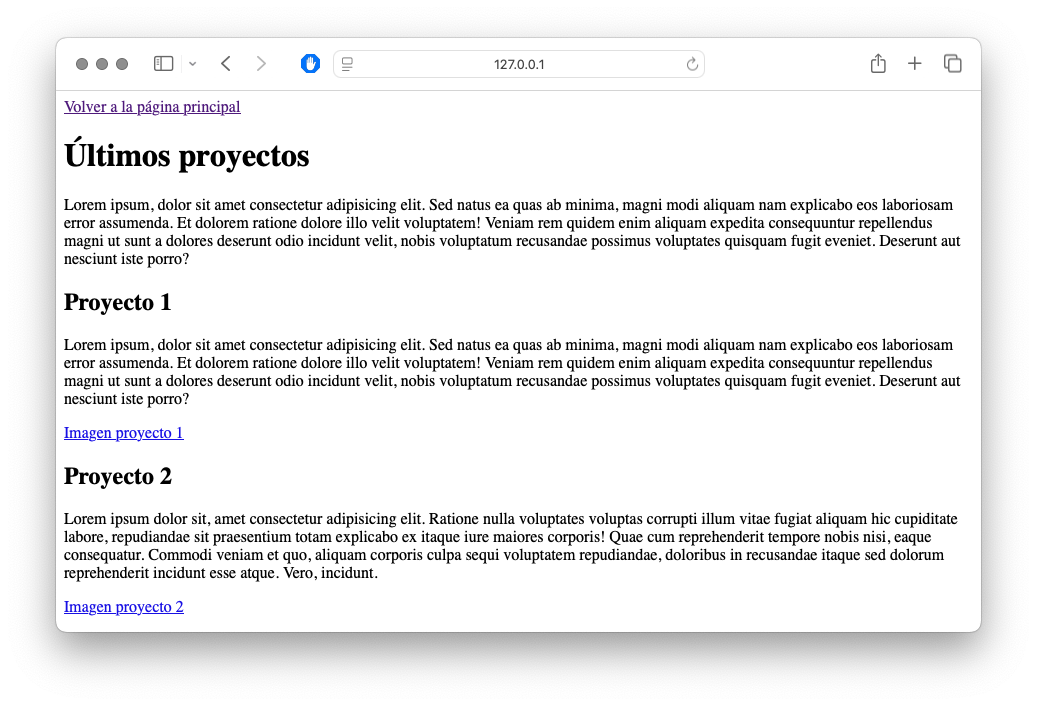 127.0.0.1
Volver a la página principal
Últimos proyectos
Lorem ipsum, dolor sit amet consectetur adipisicing elit. Sed natus ea quas ab minima, magni modi aliquam nam explicabo eos laboriosam
error assumenda. Et dolorem ratione dolore illo velit voluptatem! Veniam rem quidem enim aliquam expedita consequuntur repellendus
magni ut sunt a dolores deserunt odio incidunt velit, nobis voluptatum recusandae possimus voluptates quisquam fugit eveniet. Deserunt aut
nesciunt iste porro?
Proyecto 1
Lorem ipsum, dolor sit amet consectetur adipisicing elit. Sed natus ea quas ab minima, magni modi aliquam nam explicabo eos laboriosam
error assumenda. Et dolorem ratione dolore illo velit voluptatem! Veniam rem quidem enim aliquam expedita consequuntur repellendus
magni ut sunt a dolores deserunt odio incidunt velit, nobis voluptatum recusandae possimus voluptates quisquam fugit eveniet. Deserunt aut
nesciunt iste porro?
Imagen proyecto 1
Proyecto 2
Lorem ipsum dolor sit, amet consectetur adipisicing elit. Ratione nulla voluptates voluptas corrupti illum vitae fugiat aliquam hic cupiditate
labore, repudiandae sit praesentium totam explicabo ex itaque iure maiores corporis! Quae cum reprehenderit tempore nobis nisi, eaque
consequatur. Commodi veniam et quo, aliquam corporis culpa sequi voluptatem repudiandae, doloribus in recusandae itaque sed dolorum
reprehenderit incidunt esse atque. Vero, incidunt.
Imagen proyecto 2